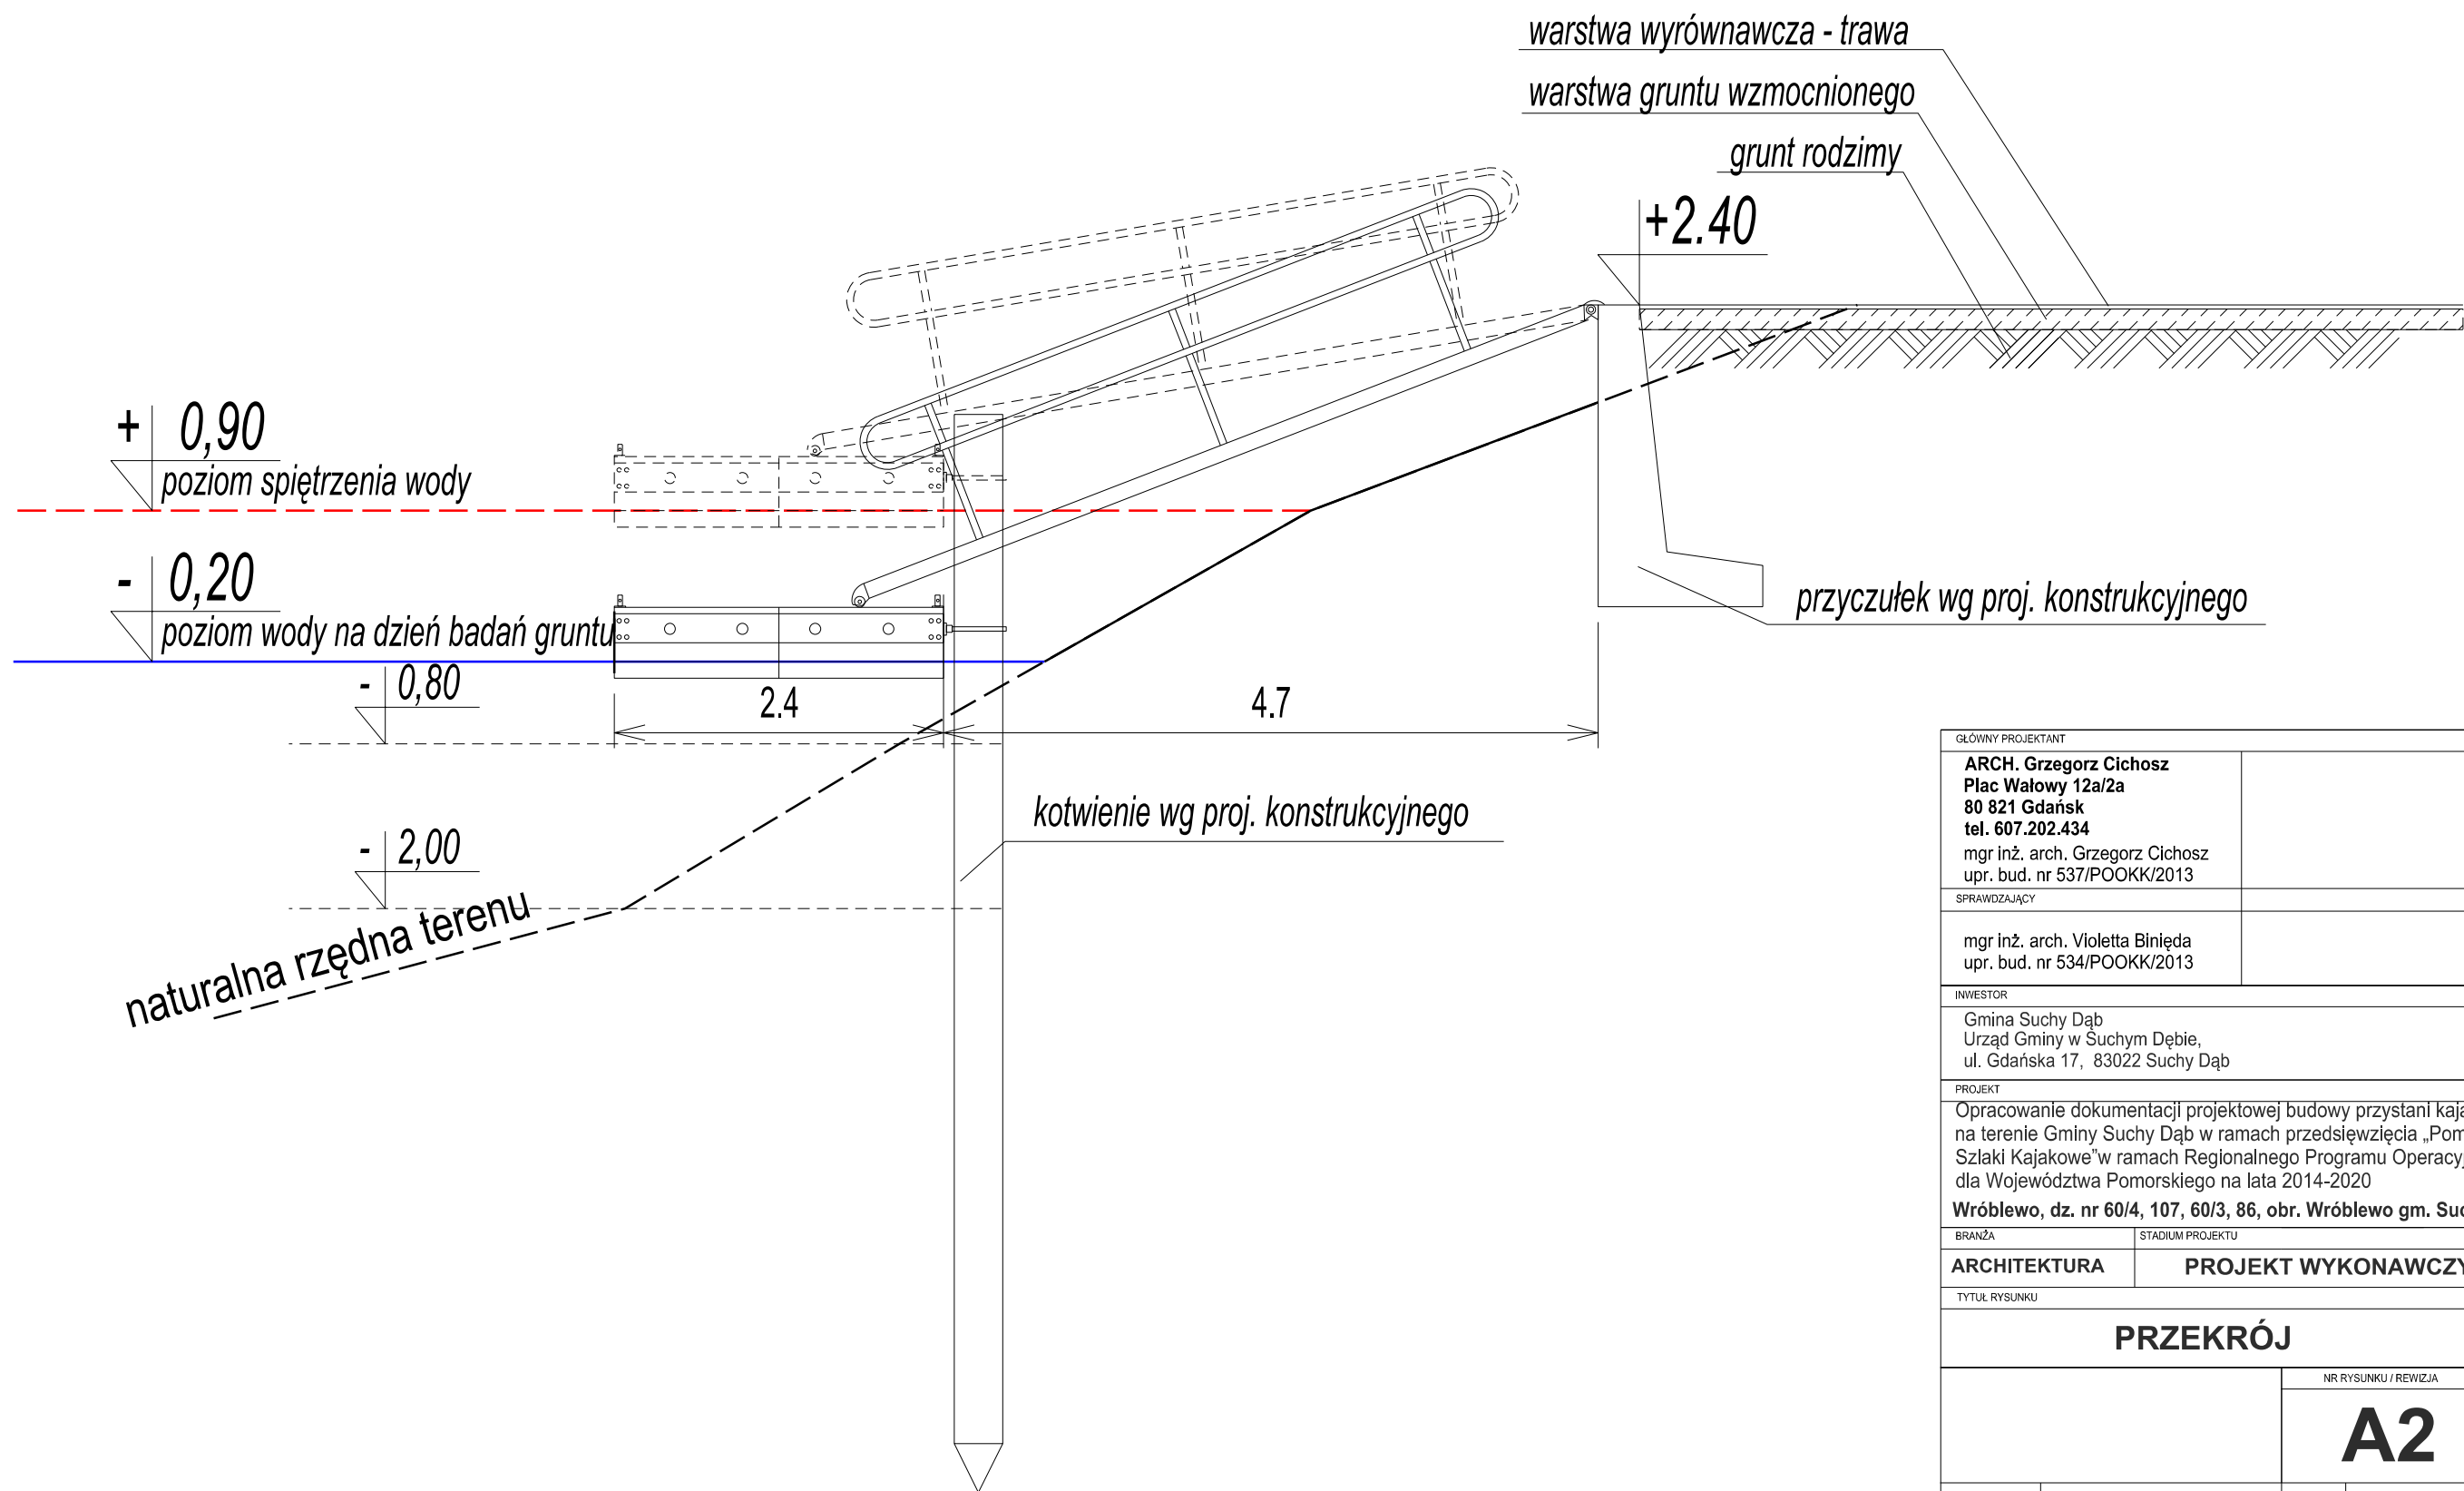 warstwa wyrównawcza - trawa
warstwa gruntu wzmocnionego
grunt rodzimy
+2.40
+ 0,90
poziom spiętrzenia wody
- 0,20
poziom wody na dzień badań gruntu
przyczułek wg proj. konstrukcyjnego
- 0,80
2.4
4.7
kotwienie wg proj. konstrukcyjnego
- 2,00
naturalna rzędna terenu
GŁÓWNY PROJEKTANT
ARCH. Grzegorz Cichosz
Plac Wałowy 12a/2a
80 821 Gdańsk
tel. 607.202.434
mgr inż. arch. Grzegorz Cichosz
upr. bud. nr 537/POOKK/2013
SPRAWDZAJĄCY
mgr inż. arch. Violetta Binięda
upr. bud. nr 534/POOKK/2013
INWESTOR
Gmina Suchy Dąb
Urząd Gminy w Suchym Dębie,
ul. Gdańska 17, 83022 Suchy Dąb
PROJEKT
Opracowanie dokumentacji projektowej budowy przystani
na terenie Gminy Suchy Dąb w ramach przedsięwzięcia
Szlaki Kajakowe”w ramach Regionalnego Programu
dla Województwa Pomorskiego na lata 2014-2020
Wróblewo, dz. nr 60/4, 107, 60/3, 86, obr. Wróblewo gm.
BRANŻA
STADIUM PROJEKTU
ARCHITEKTURA
PROJEKT WYKONAWCZY
TYTUŁ RYSUNKU
PRZEKRÓJ
NR RYSUNKU / REWIZJA
A2